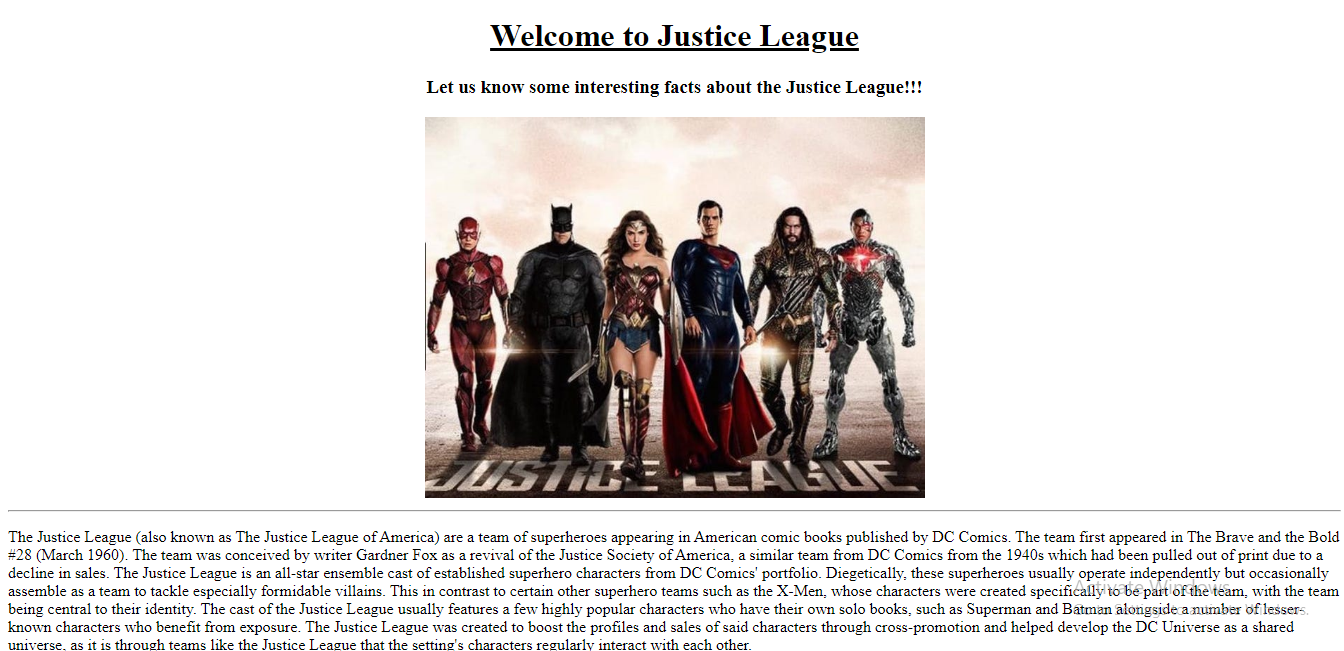 Welcome to Justice League
Let us know some interesting facts about the Justice League!!!
JUSTICE LEAGUE
The Justice League (also known as The Justice League of America) are a team of superheroes appearing in American comic books published by DC Comics. The team first appeared in The Brave and the Bold
#28 (March 1960). The team was conceived by writer Gardner Fox as a revival of the Justice Society of America, a similar team from DC Comics from the 1940s which had been pulled out of print due to a
decline in sales. The Justice League is an all-star ensemble cast of established superhero characters from DC Comics' portfolio. Diegetically, these superheroes usually operate independently but occasionally
assemble as a team to tackle especially formidable villains. This in contrast to certain other superhero teams such as the X-Men, whose characters were created specifically to be part of the team, with the team
being central to their identity. The cast of the Justice League usually features a few highly popular characters who have their own solo books, such as Superman and Batman alongside a number of lesser-
known characters who benefit from exposure. The Justice League was created to boost the profiles and sales of said characters through cross-promotion and helped develop the DC Universe as a shared
universe, as it is through teams like the Justice League that the setting's characters regularly interact with each other.
Activate Windows